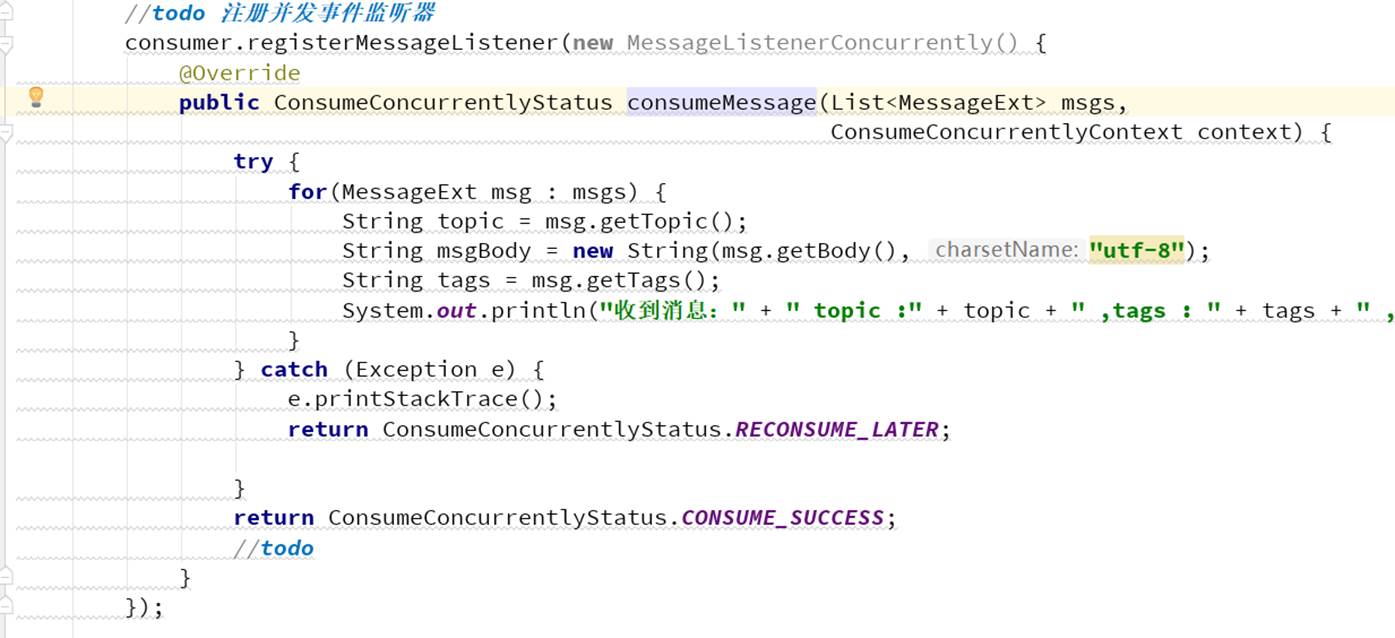 //todo 注册并发事件监听器
consumer.registerMessageListener(new MessageListenerConcurrently() {
@Override
public ConsumeConcurrentlyStatus consumeMessage(List<MessageExt> msgs,
ConsumeConcurrentlyContext context) {
try {
for(MessageExt msg : msgs) {
String topic = msg.getTopic();
String msgBody = new String(msg.getBody(), charsetName: "utf-8");
String tags = msg.getTags();
System.out.println("收到消息：" + " topic :" + topic + " ,tags : " + tags + " ,
}
} catch (Exception e) {
e.printStackTrace();
return ConsumeConcurrentlyStatus.RECONSUME_LATER;
}
return ConsumeConcurrentlyStatus.CONSUME_SUCCESS;
//todo
}
});